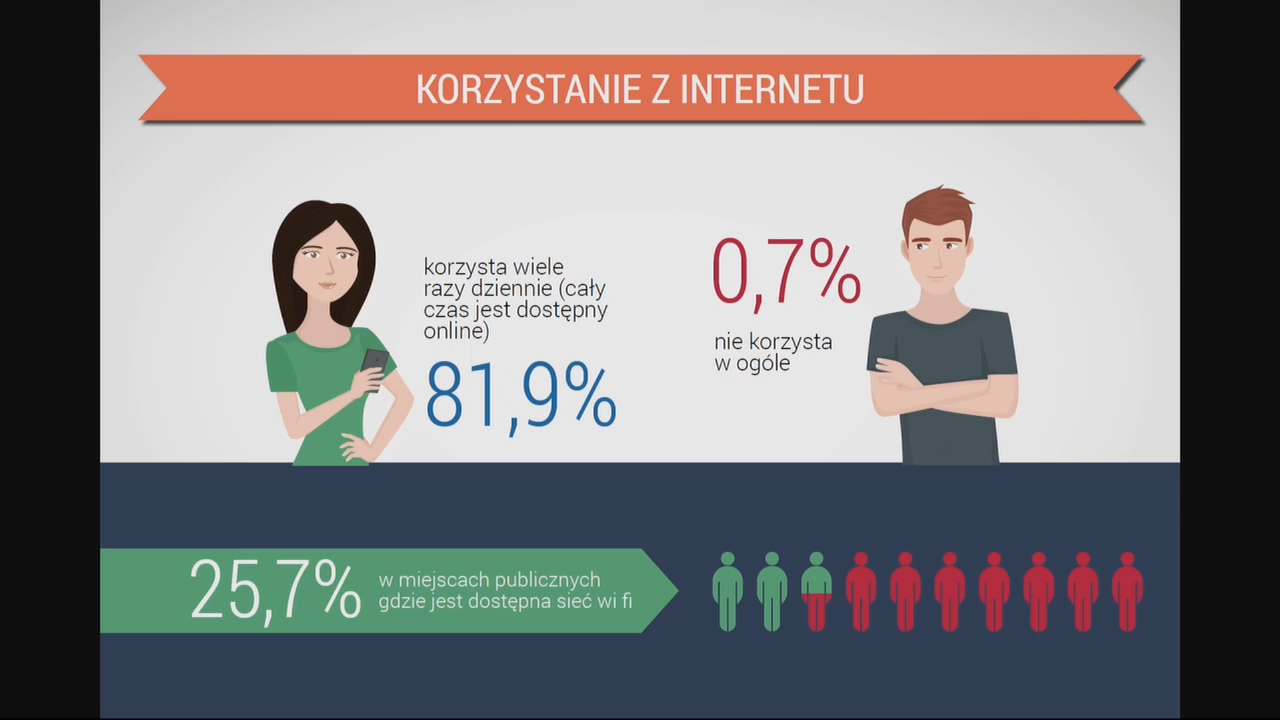 KORZYSTANIE Z INTERNETU
korzysta wiele
razy dziennie (cały
czas jest dostępny
online)
81,9%
0,7%
nie korzysta
w ogóle
25,7%
w miejscach publicznych
gdzie jest dostępna sieć wi fi